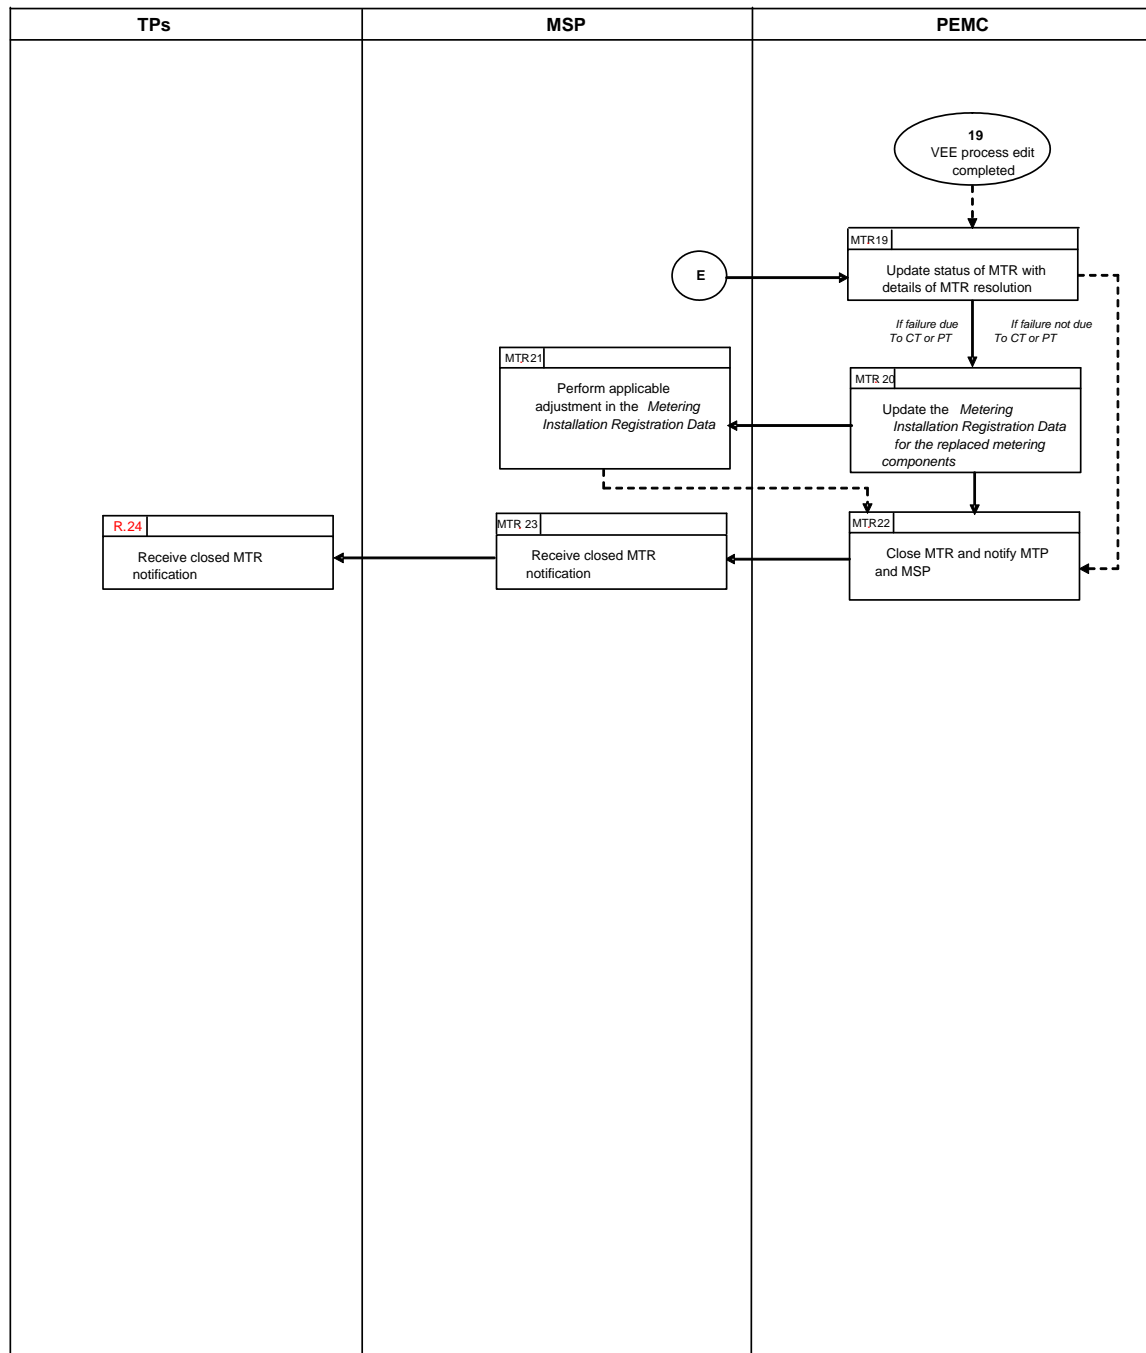 TPs
MSP
PEMC
19
VEE process edit
completed
MTR19
Update status of MTR with
details of MTR resolution
E
If failure due
To CT or PT
If failure not due
To CT or PT
MTR21
Perform applicable
adjustment in the Metering
Installation Registration Data
MTR. 20
Update the Metering
Installation Registration Data
for the replaced metering
components
R.24
Receive closed MTR
notification
MTR. 23
Receive closed MTR
notification
MTR22
Close MTR and notify MTP
and MSP